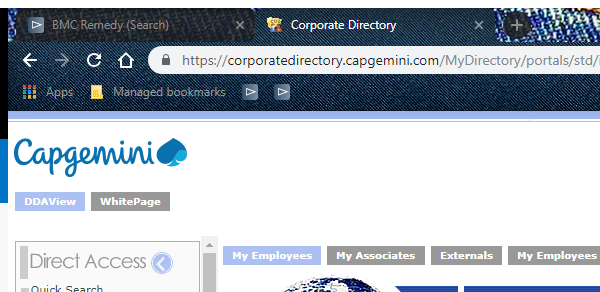 BMC Remedy (Search)
Corporate Directory
https://corporatedirectory.capgemini.com/MyDirectory/portals/std/
Apps
Managed bookmarks
Capgemini
DDAView
WhitePage
Direct Access
My Employees
My Associates
Externals
My Employees
Quick Search